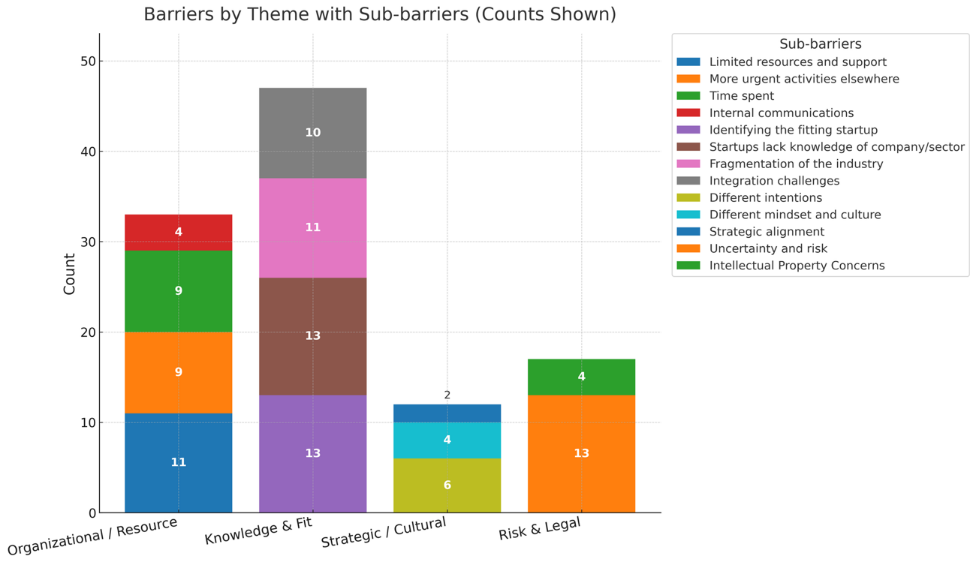 Barriers by Theme with Sub-barriers (Counts Shown)
Count
50
40
30
20
10
0
4
9
9
11
10
11
13
13
2
4
6
4
13
Organizational / Resource
Knowledge & Fit
Strategic / Cultural
Risk & Legal
Sub-barriers
Limited resources and support
More urgent activities elsewhere
Time spent
Internal communications
Identifying the fitting startup
Startups lack knowledge of company/sector
Fragmentation of the industry
Integration challenges
Different intentions
Different mindset and culture
Strategic alignment
Uncertainty and risk
Intellectual Property Concerns